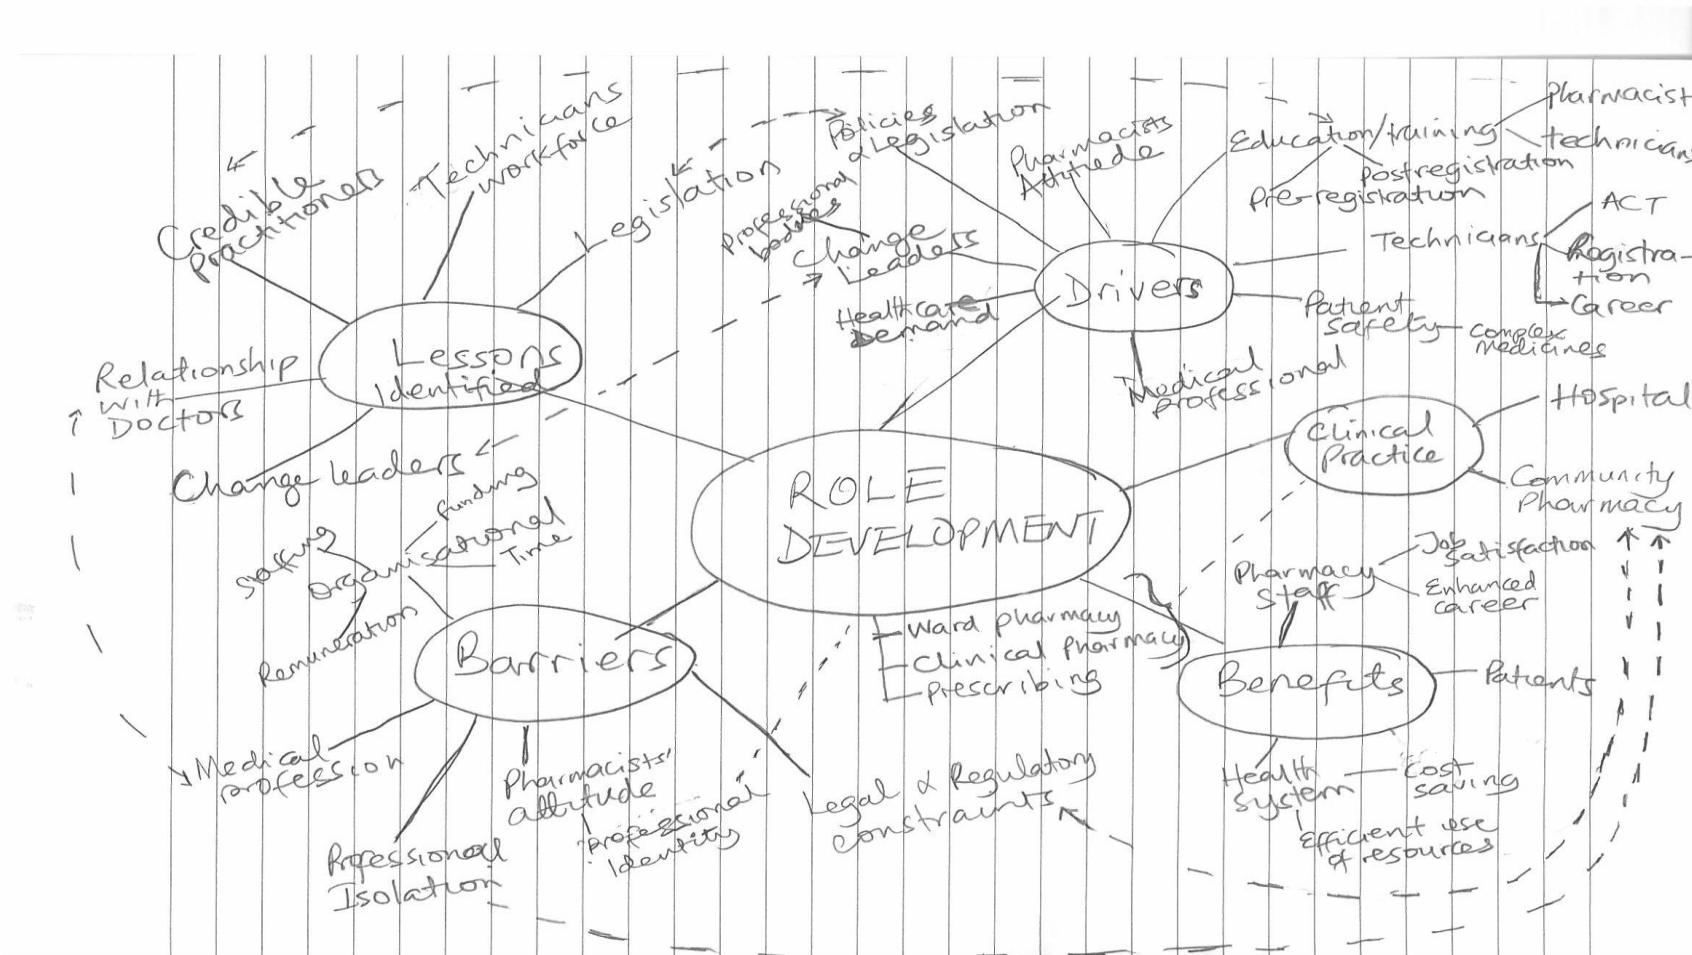 Credible
Practitioners
Technicians
workforce
Legislation
Lessons
Identified
Relationship
with
DOCTORS
Change leaders
Policies
& Legislation
Professional
bodies
Change
Leaders
Healthcare
Demand
Pharmacists
Attitude
Drivers
Medical
professional
Education/training
Pharmacist
technicians
Postregistration
Pre-registration
Technicians
ACT
Registra-
tion
Career
Patient
safety
complex
medicines
Clinical
Practice
Hospital
Community
Pharmacy
ROLE
DEVELOPMENT
Ward pharmacy
Clinical Pharmacy
Prescribing
funding
Organisational
Time
Staffing
Remuneration
Barriers
Medical
profession
Professional
Isolation
Pharmacists'
attitude
Professional
Identity
Legal & Regulatory
constraints
Pharmacy
staff
Job
Satisfaction
Enhanced
career
Benefits
Patients
Health
system
Cost
saving
Efficient use
of resources